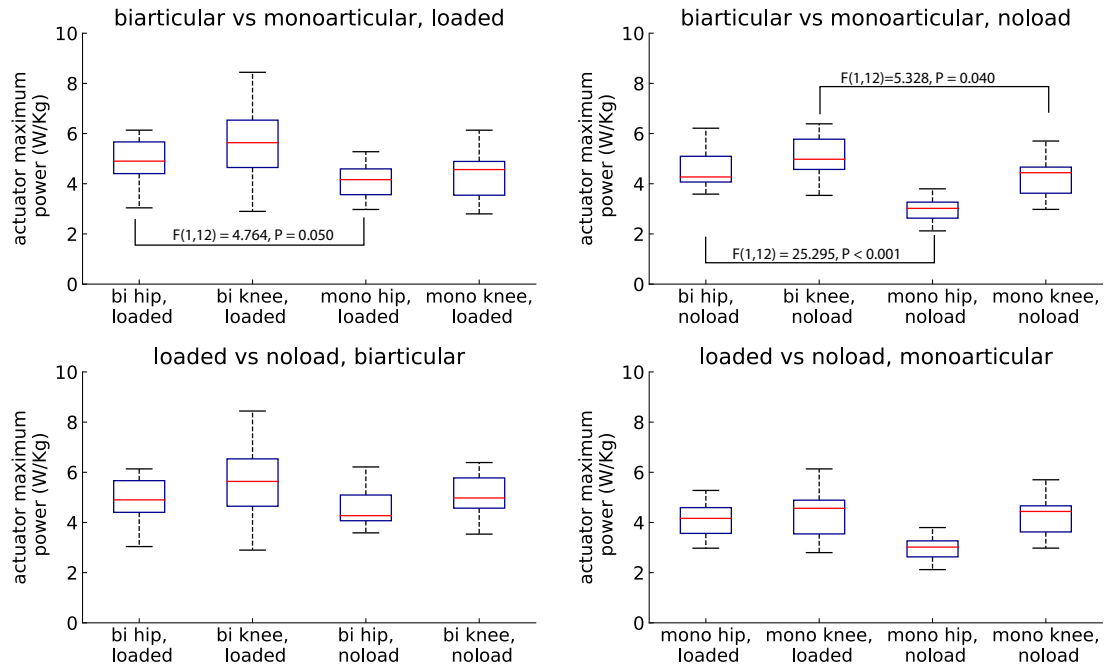 biarticular vs monoarticular, loaded
10
8
6
4
2
0
actuator maximum
power (W/Kg)
F(1,12) = 4.764, P = 0.050
bi hip,
loaded
bi knee,
loaded
mono hip,
loaded
mono knee,
loaded
biarticular vs monoarticular, noload
10
8
6
4
2
0
actuator maximum
power (W/Kg)
F(1,12)=5.328, P = 0.040
F(1,12) = 25.295, P < 0.001
bi hip,
noload
bi knee,
noload
mono hip,
noload
mono knee,
noload
loaded vs noload, biarticular
10
8
6
4
2
0
actuator maximum
power (W/Kg)
bi hip,
loaded
bi knee,
loaded
bi hip,
noload
bi knee,
noload
loaded vs noload, monoarticular
10
8
6
4
2
0
actuator maximum
power (W/Kg)
mono hip,
loaded
mono knee,
loaded
mono hip,
noload
mono knee,
noload